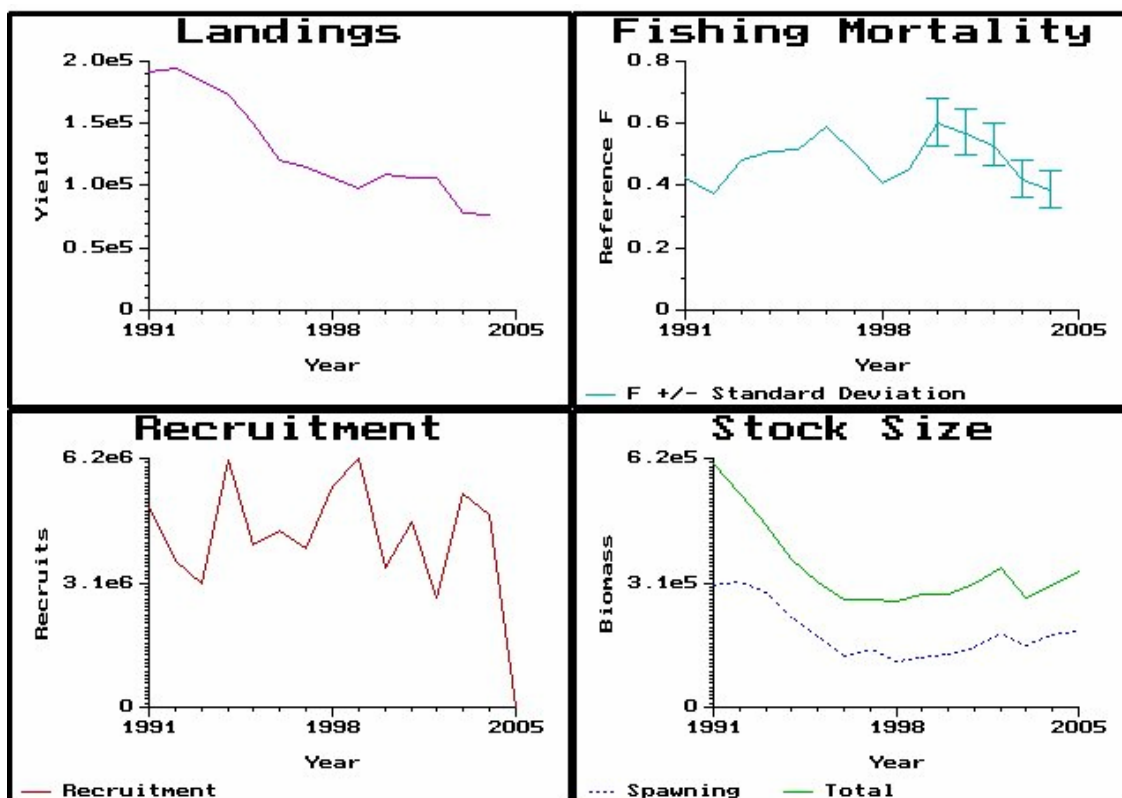 Landings
2.0e5
1.5e5
1.0e5
0.5e5
0
Yield
1991 1998 2005
Year
Fishing Mortality
0.8
0.6
0.4
0.2
0
Reference F
1991 1998 2005
Year
F +/- Standard Deviation
Recruitment
6.2e6
3.1e6
0
Recruits
1991 1998 2005
Year
Recruitment
Stock Size
6.2e5
3.1e5
0
Biomass
1991 1998 2005
Year
Spawning Total